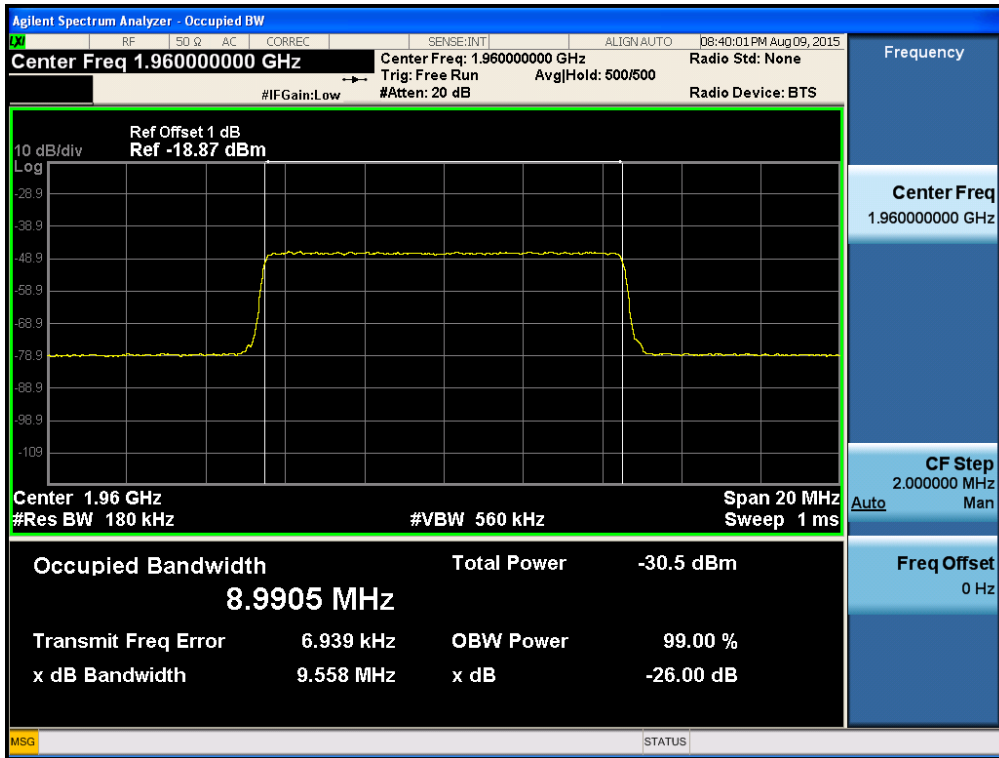 Agilent Spectrum Analyzer - Occupied BW
LXI RF 50 Ω AC CORREC SENSE:INT ALIGN AUTO 08:40:01 PM Aug 09, 2015
Center Freq 1.960000000 GHz
Center Freq: 1.960000000 GHz Radio Std: None
Trig: Free Run Avg|Hold: 500/500
#IFGain:Low #Atten: 20 dB Radio Device: BTS
Ref Offset 1 dB
10 dB/div Ref -18.87 dBm
Log
-28.9
-38.9
-48.9
-58.9
-68.9
-78.9
-88.9
-98.9
-109
Center 1.96 GHz Span 20 MHz
#Res BW 180 kHz #VBW 560 kHz Sweep 1 ms
Occupied Bandwidth Total Power -30.5 dBm
8.9905 MHz
Transmit Freq Error 6.939 kHz OBW Power 99.00 %
x dB Bandwidth 9.558 MHz x dB -26.00 dB
Frequency
Center Freq
1.960000000 GHz
CF Step
2.000000 MHz
Auto Man
Freq Offset
0 Hz
MSG STATUS